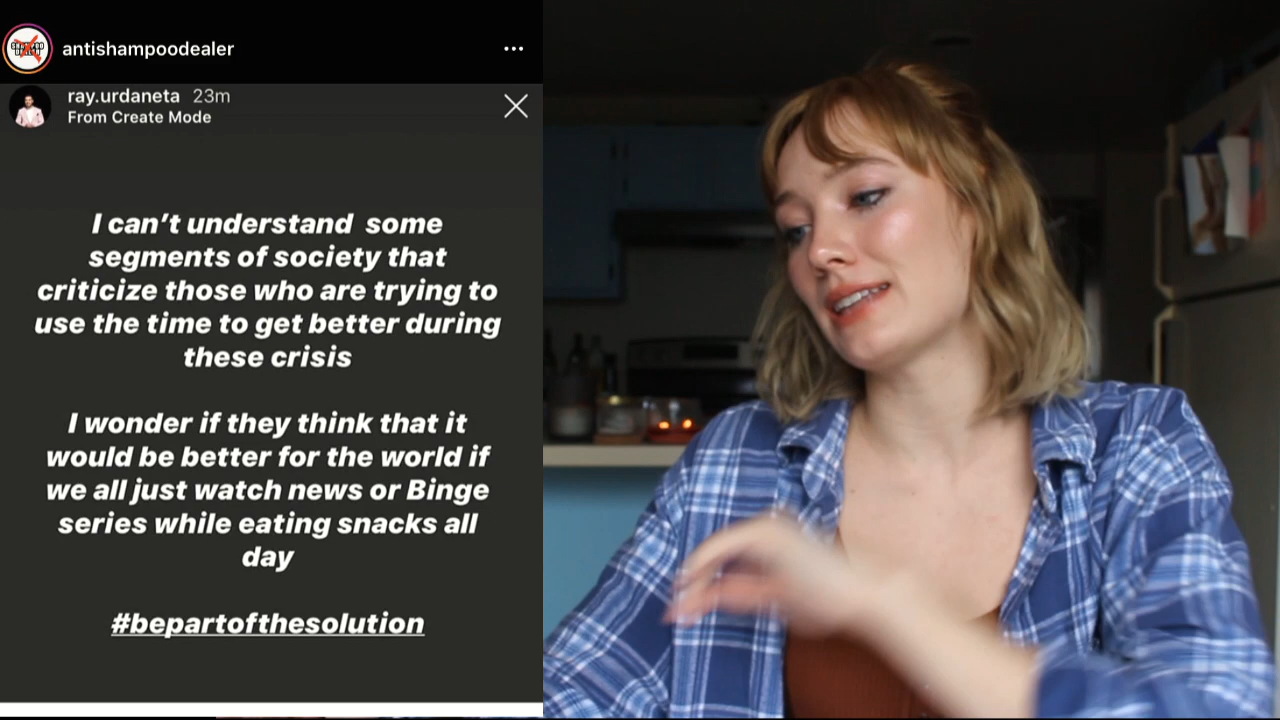 antishampoodealer
ray.urdaneta 23m
From Create Mode
I can't understand some
segments of society that
criticize those who are trying to
use the time to get better during
these crisis
I wonder if they think that it
would be better for the world if
we all just watch news or Binge
series while eating snacks all
day
#bepartofthesolution